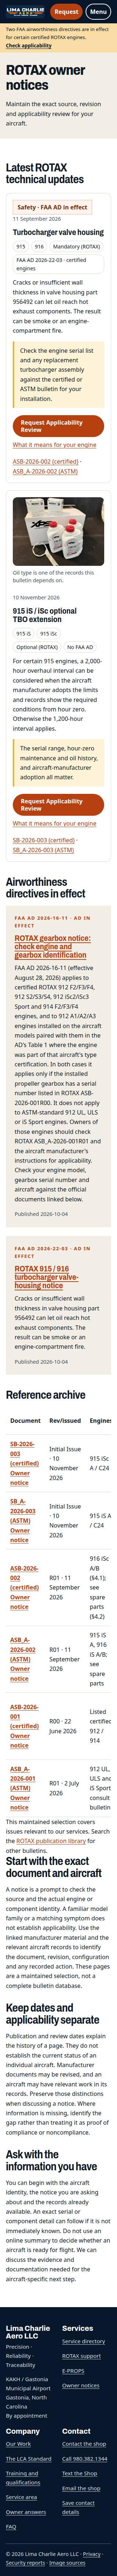 LIMA CHARLIE
Request
Menu
Two FAA airworthiness directives are in effect
for certain certified ROTAX engines.
Check applicability
ROTAX owner
notices
Maintain the exact source, revision
and applicability review for your
aircraft.
Latest ROTAX
technical updates
Safety · FAA AD in effect
11 September 2026
Turbocharger valve housing
915
916
Mandatory (ROTAX)
FAA AD 2026-22-03 · certified
engines
Cracks or insufficient wall
thickness in valve housing part
956492 can let oil reach hot
exhaust components. The result
can be smoke or an engine-
compartment fire.
Check the engine serial list
and any replacement
turbocharger assembly
against the certified or
ASTM bulletin for your
installation.
Request Applicability
Review
What it means for your engine
ASB-2026-002 (certified) ·
ASB_A-2026-002 (ASTM)
Oil type is one of the records this
bulletin depends on.
10 November 2026
915 iS / iSc optional
TBO extension
915 iS
915 iSc
Optional (ROTAX)
No FAA AD
For certain 915 engines, a 2,000-
hour overhaul interval can be
considered only when the
aircraft manufacturer adopts the limits
and records show the required
conditions from hour zero.
Otherwise the 1,200-hour
interval applies.
The serial range, hour-zero
maintenance and oil history,
and aircraft-manufacturer
adoption all matter.
Request Applicability
Review
What it means for your engine
SB-2026-003 (certified) ·
SB_A-2026-003 (ASTM)
Airworthiness
directives in effect
FAA AD 2026-16-11 · AD IN
EFFECT
ROTAX gearbox notice:
check engine and
gearbox identification
FAA AD 2026-16-11 (effective
August 28, 2026) applies to
certified ROTAX 912 F2/F3/F4,
912 S2/S3/S4, 912 iSc2/iSc3
Sport and 914 F2/F3/F4
engines, and to 912 A1/A2/A3
engines installed on the aircraft
models paired with them in the
AD's Table 1 where the engine
was part of that aircraft's type
certification. In both cases it
applies only if the installed
propeller gearbox has a serial
number listed in ROTAX ASB-
2026-001R00. It does not apply
to ASTM-standard 912 UL, ULS
or iS Sport engines. Owners of
those engines should check
ROTAX ASB_A-2026-001R01 and
the aircraft manufacturer's
instructions for applicability.
Check your engine model,
gearbox serial number and
aircraft against the official
documents linked below.
Published 2026-10-04
FAA AD 2026-22-03 · AD IN
EFFECT
ROTAX 915 / 916
turbocharger valve-
housing notice
Cracks or insufficient wall
thickness in valve housing part
956492 can let oil reach hot
exhaust components. The
result can be smoke or an
engine-compartment fire.
Published 2026-10-04
Reference archive
Document Rev/issued Engines
SB-2026-003 (certified) Owner notice Initial Issue · 10 November 2026 915 iSc A / C24
SB_A-2026-003 (ASTM) Owner notice Initial Issue · 10 November 2026 915 iS A / C24
ASB-2026-002 (certified) Owner notice R01 · 11 September 2026 916 iSc A/B (§4.1); see spare parts (§4.2)
ASB_A-2026-002 (ASTM) Owner notice R01 · 11 September 2026 915 iS A, 916 iS A/B; see spare parts
ASB-2026-001 (certified) Owner notice R00 · 22 June 2026 Listed certified 912 / 914
ASB_A-2026-001 (ASTM) Owner notice R01 · 2 July 2026 912 UL, ULS and iS Sport; consult bulletin
This maintained selection covers
issues relevant to our services. Search
the ROTAX publication library for
other bulletins.
Start with the exact
document and aircraft
A notice is a prompt to check the
source and the actual engine or
component identity. A model family
or a memory of similar symptoms does
not establish applicability. Use the
linked manufacturer material and the
aircraft's records to identify the
document, revision, configuration and
any recorded action. These pages are
a maintained selection, not a
complete bulletin database.
Keep dates and
applicability separate
Publication and review dates explain
the history of a page. They do not
establish the current status of an
individual aircraft. Manufacturer
documents may be revised, and an
aircraft may have relevant work in its
records. Preserve those distinctions
when discussing a notice. Where
information is missing, we show the
gap rather than treating it as proof of
compliance or noncompliance.
Ask with the
information you have
You can begin with the aircraft
identity, the notice you are asking
about and the records already
available. An exact record or
confident dash can follow if it is not
immediately known. Do not use an
online summary to decide whether an
aircraft is ready for flight. We can
discuss the evidence and
documentation needed for the
aircraft-specific next step.
Lima Charlie
Aero LLC
Precision ·
Reliability ·
Traceability
KAKH / Gastonia
Municipal Airport
Gastonia, North
Carolina
By appointment
Services
Service directory
ROTAX support
E-PROPS
Owner notices
Company
Our Work
The LCA Standard
Training and
qualifications
Service area
Owner answers
FAQ
Contact
Contact the shop
Call 980.382.1344
Text the Shop
Email the shop
Save contact
details
© 2026 Lima Charlie Aero LLC · Privacy ·
Security reports · Image sources